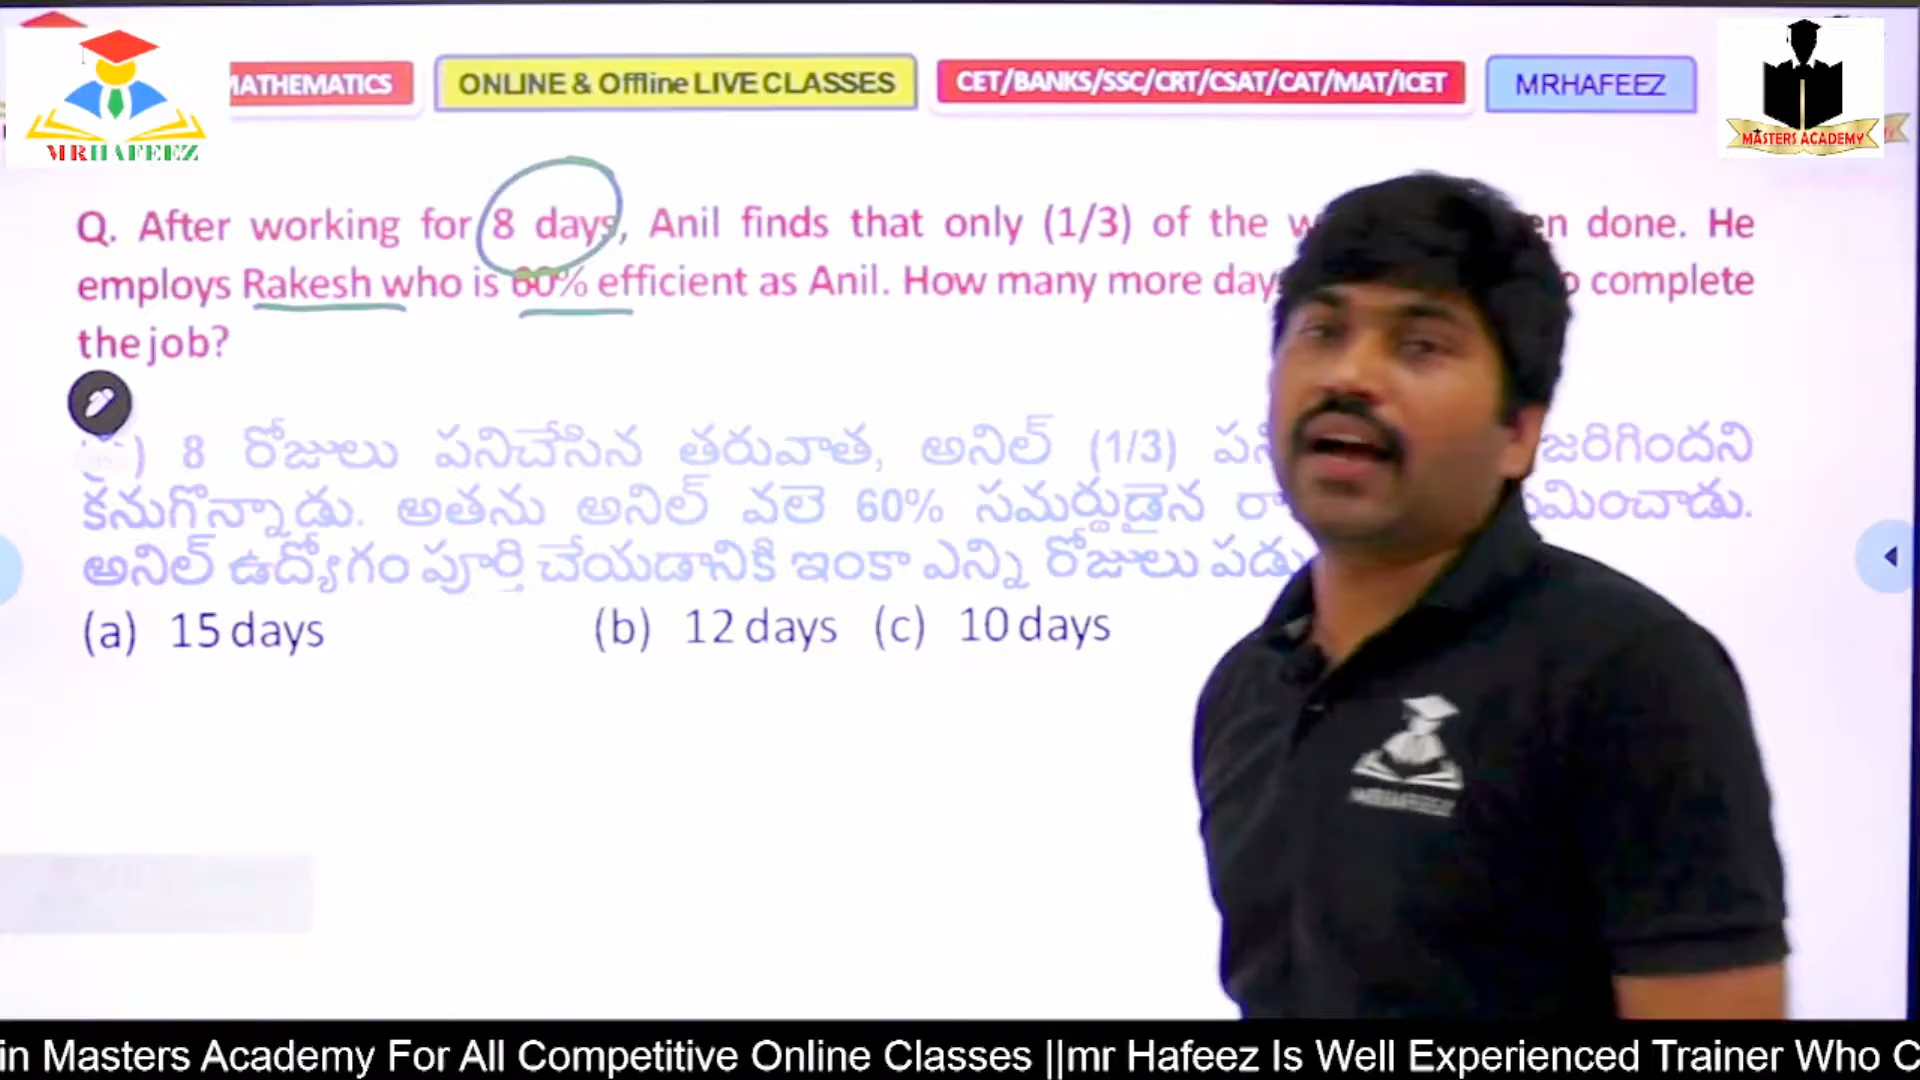 MATHEMATICS
ONLINE & Offline LIVE CLASSES
CET/BANKS/SSC/CRT/CSAT/CAT/MAT/ICET
MRHAFEEZ
MRHAFEEZ
MASTERS ACADEMY
Q. After working for 8 days, Anil finds that only (1/3) of the done. He
employs Rakesh who is 60% efficient as Anil. How many more complete
the job?
) 8 రోజులు పనిచేసిన తరువాత, అనిల్ (1/3) జరిగిందని
కనుగొన్నాడు. అతను అనిల్ వలె 60% సమర్థుడైన
అనిల్ ఉద్యోగం పూర్తి చేయడానికి ఇంకా ఎన్ని రోజులు
(a) 15 days (b) 12 days (c) 10 days
MRHAFEEZ
in Masters Academy For All Competitive Online Classes ||mr Hafeez Is Well Experienced Trainer Who C